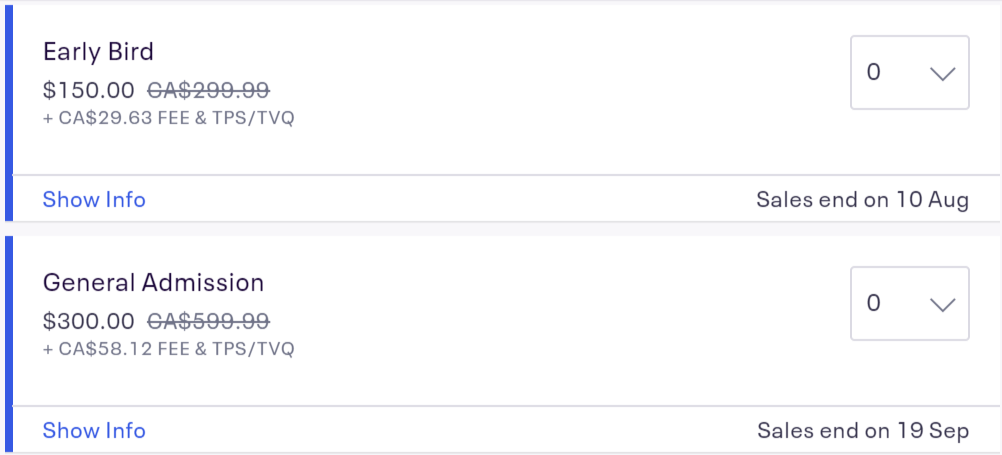 Early Bird
0
$150.00 CA$299.99
+ CA$29.63 FEE & TPS/TVQ
Show Info
Sales end on 10 Aug
General Admission
0
$300.00 CA$599.99
+ CA$58.12 FEE & TPS/TVQ
Show Info
Sales end on 19 Sep